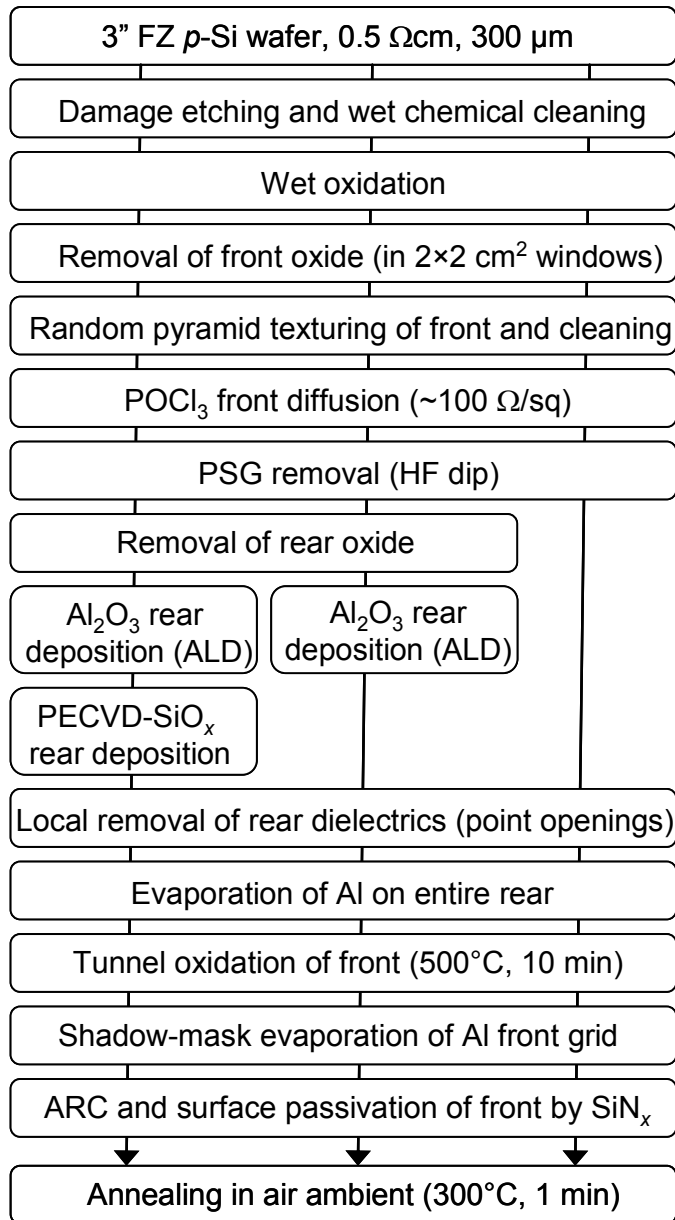 3” FZ p-Si wafer, 0.5 Ωcm, 300 µm
Damage etching and wet chemical cleaning
Wet oxidation
Removal of front oxide (in 2×2 cm² windows)
Random pyramid texturing of front and cleaning
POCl₃ front diffusion (~100 Ω/sq)
PSG removal (HF dip)
Removal of rear oxide
Al₂O₃ rear
deposition (ALD)
Al₂O₃ rear
deposition (ALD)
PECVD-SiOₓ
rear deposition
Local removal of rear dielectrics (point openings)
Evaporation of Al on entire rear
Tunnel oxidation of front (500°C, 10 min)
Shadow-mask evaporation of Al front grid
ARC and surface passivation of front by SiNₓ
Annealing in air ambient (300°C, 1 min)